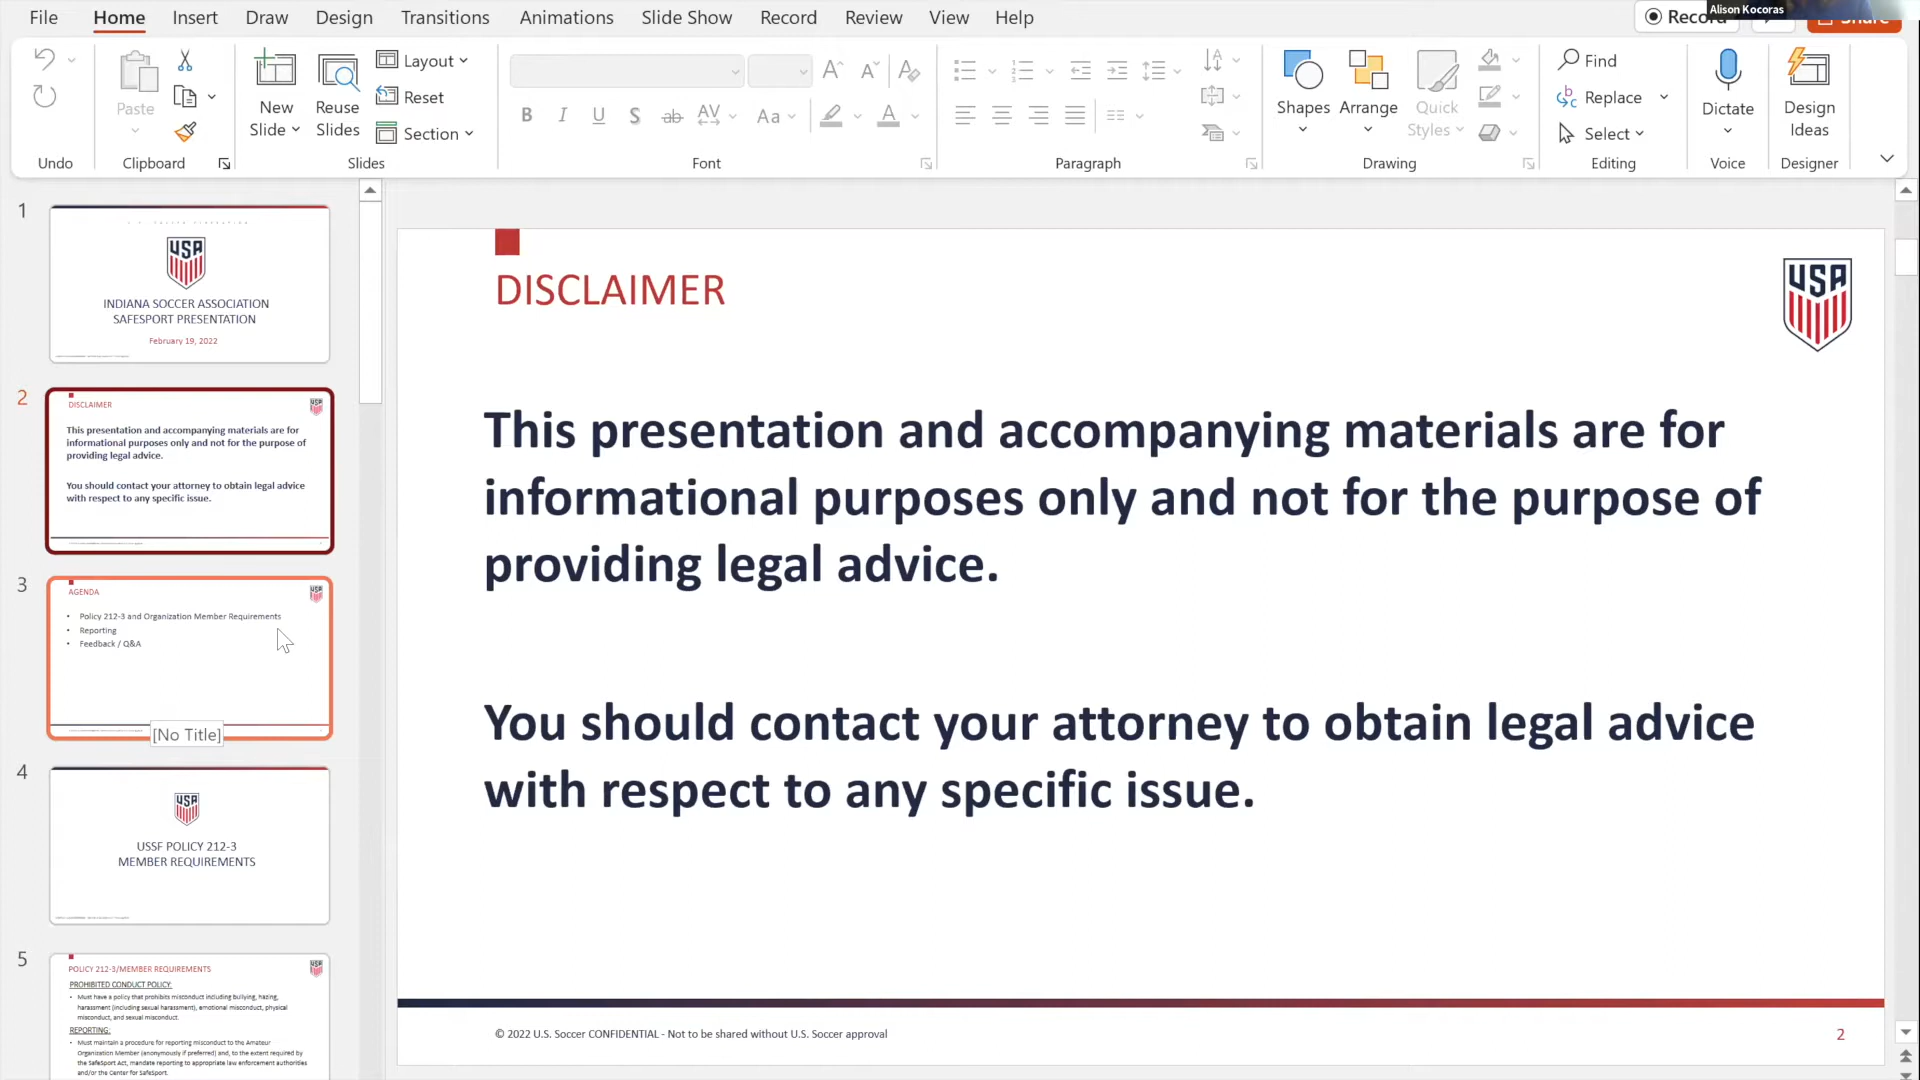 File Home Insert Draw Design Transitions Animations Slide Show Record Review View Help
Record
Alison Kocoras
Share
Paste
New Slide
Reuse Slides
Layout
Reset
Section
B I U S ab AV Aa A
Shapes
Arrange
Quick Styles
Find
Replace
Select
Dictate
Design Ideas
Undo Clipboard Slides Font Paragraph Drawing Editing Voice Designer
1
USA
INDIANA SOCCER ASSOCIATION
SAFESPORT PRESENTATION
February 19, 2022
2
DISCLAIMER
USA
This presentation and accompanying materials are for
informational purposes only and not for the purpose of
providing legal advice.
You should contact your attorney to obtain legal advice
with respect to any specific issue.
3
AGENDA
USA
• Policy 212-3 and Organization Member Requirements
• Reporting
• Feedback / Q&A
[No Title]
4
USA
USSF POLICY 212-3
MEMBER REQUIREMENTS
5
POLICY 212-3/MEMBER REQUIREMENTS
USA
PROHIBITED CONDUCT POLICY:
• Must have a policy that prohibits misconduct including bullying, hazing,
harassment (including sexual harassment), emotional misconduct, physical
misconduct, and sexual misconduct.
REPORTING:
• Must maintain a procedure for reporting misconduct to the Amateur
Organization Member (anonymously if preferred) and, to the extent required by
the SafeSport Act, mandate reporting to appropriate law enforcement authorities
and/or the Center for SafeSport.
DISCLAIMER
USA
This presentation and accompanying materials are for
informational purposes only and not for the purpose of
providing legal advice.
You should contact your attorney to obtain legal advice
with respect to any specific issue.
© 2022 U.S. Soccer CONFIDENTIAL - Not to be shared without U.S. Soccer approval
2